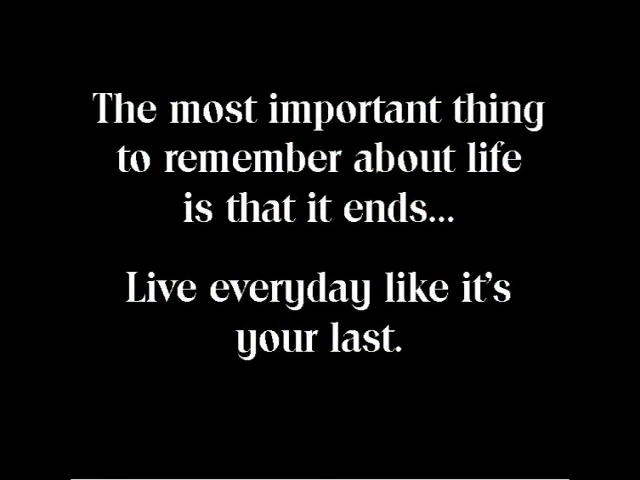 The most important thing
to remember about life
is that it ends...
Live everyday like it's
your last.